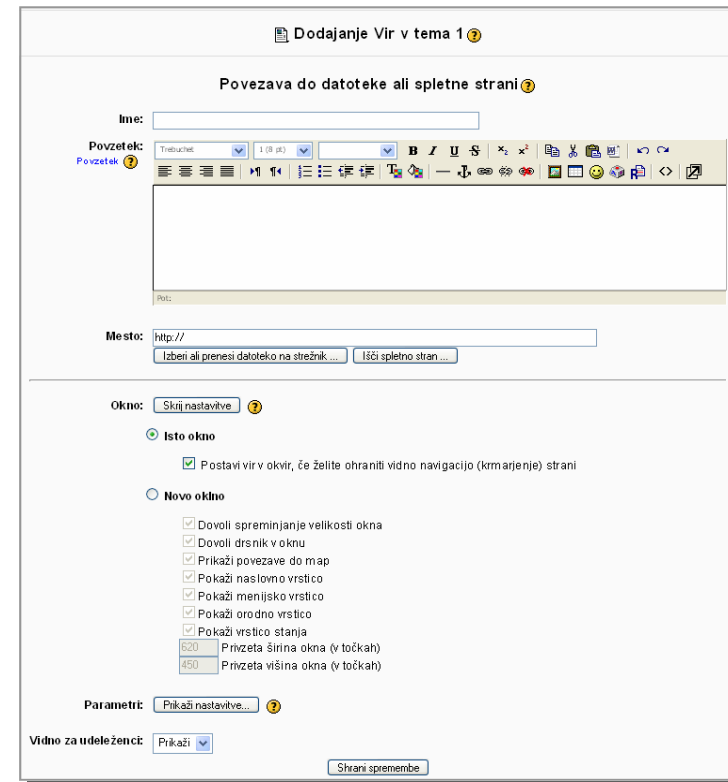 Dodajanje Vir v tema 1
Povezava do datoteke ali spletne strani
Ime:
Povzetek:
Povzetek
Trebuchet 1 (8 pt) B I U S x₂ x²
Pot:
Mesto: http://
Izberi ali prenesi datoteko na strežnik ... Išči spletno stran ...
Okno: Skrij nastavitve
Isto okno
Postavi vir v okvir, če želite ohraniti vidno navigacijo (krmarjenje) strani
Novo oklno
Dovoli spreminjanje velikosti okna
Dovoli drsnik v oknu
Prikaži povezave do map
Pokaži naslovno vrstico
Pokaži menijsko vrstico
Pokaži orodno vrstico
Pokaži vrstico stanja
620 Privzeta širina okna (v točkah)
450 Privzeta višina okna (v točkah)
Parametri: Prikaži nastavitve...
Vidno za udeleženci: Prikaži
Shrani spremembe